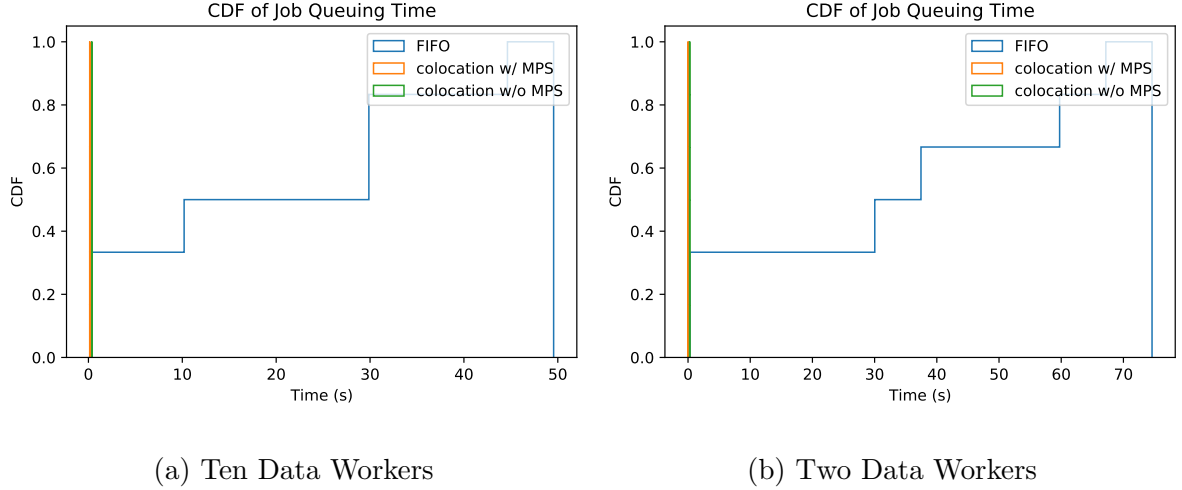 CDF of Job Queuing Time
FIFO
colocation w/ MPS
colocation w/o MPS
1.0
0.8
0.6
0.4
0.2
0.0
CDF
0 10 20 30 40 50
Time (s)
(a) Ten Data Workers
CDF of Job Queuing Time
FIFO
colocation w/ MPS
colocation w/o MPS
1.0
0.8
0.6
0.4
0.2
0.0
CDF
0 10 20 30 40 50 60 70
Time (s)
(b) Two Data Workers